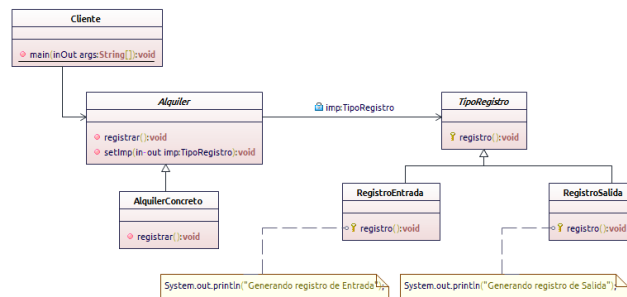 Cliente
main(inOut args:String[]):void
Alquiler
registrar():void
setImp(in-out imp:TipoRegistro):void
imp:TipoRegistro
TipoRegistro
registro():void
AlquilerConcreto
registrar():void
RegistroEntrada
registro():void
RegistroSalida
registro():void
System.out.println("Generando registro de Entrada");
System.out.println("Generando registro de Salida");